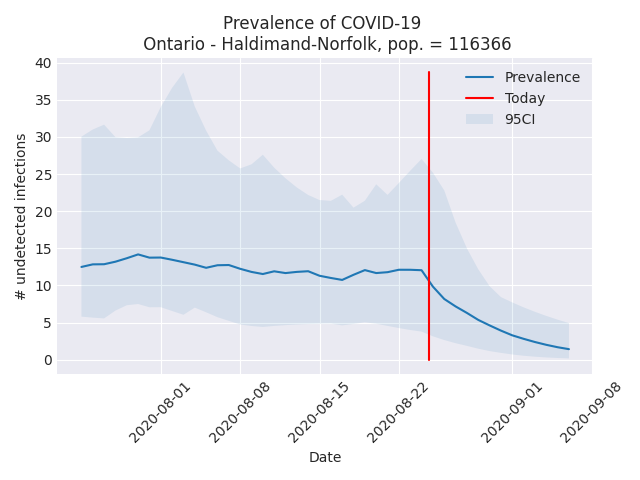 Prevalence of COVID-19
Ontario - Haldimand-Norfolk, pop. = 116366
40
35
30
25
20
15
10
5
0
# undetected infections
Prevalence
Today
95CI
2020-08-01
2020-08-08
2020-08-15
2020-08-22
2020-09-01
2020-09-08
Date